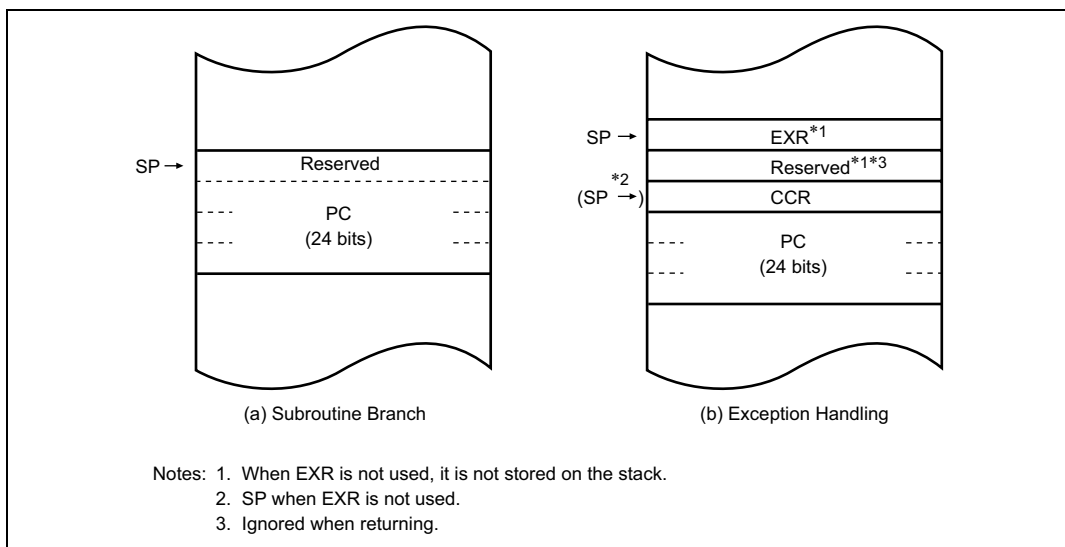 SP →
Reserved
PC
(24 bits)
(a) Subroutine Branch
SP →
EXR*1
Reserved*1*3
*2
(SP →)
CCR
PC
(24 bits)
(b) Exception Handling
Notes: 1. When EXR is not used, it is not stored on the stack.
2. SP when EXR is not used.
3. Ignored when returning.